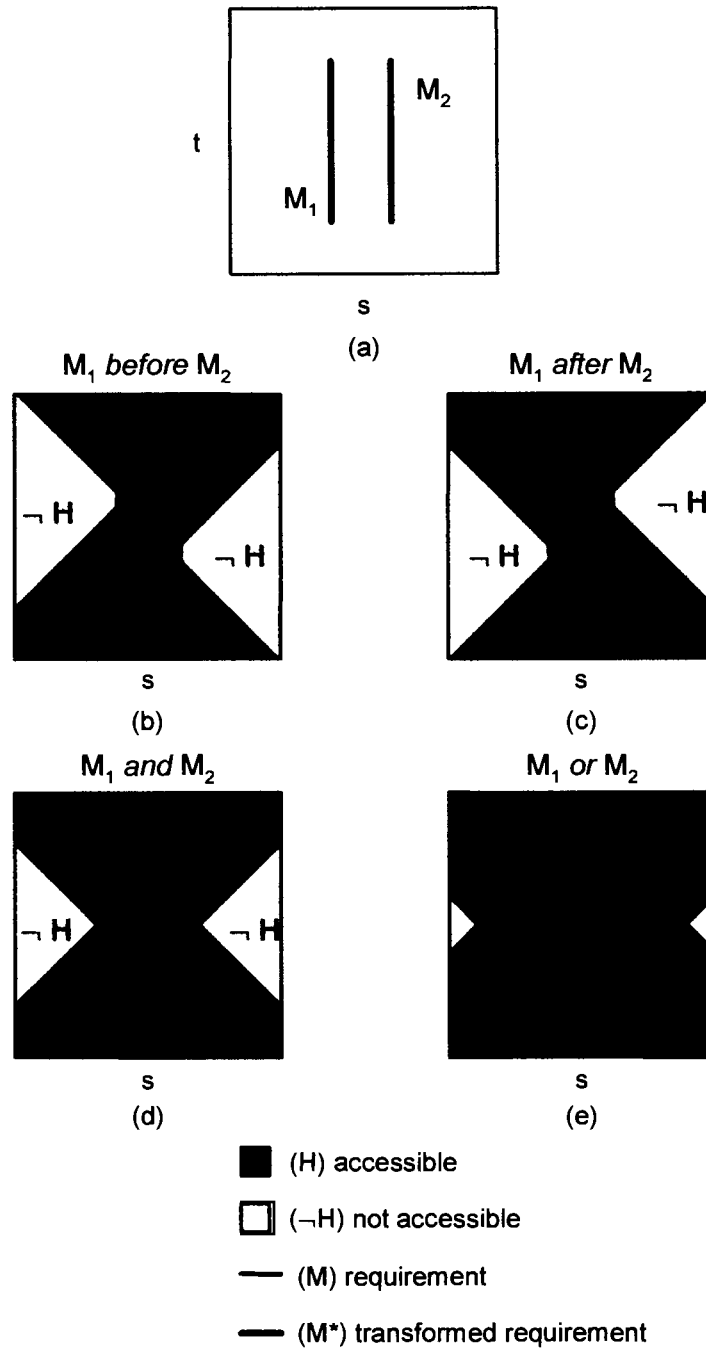 M₂
t
M₁
s
(a)
M₁ before M₂
M₁ after M₂
¬ H
¬ H
¬ H
¬ H
s
s
(b)
(c)
M₁ and M₂
M₁ or M₂
¬ H
¬ H
s
s
(d)
(e)
(H) accessible
(¬H) not accessible
(M) requirement
(M*) transformed requirement